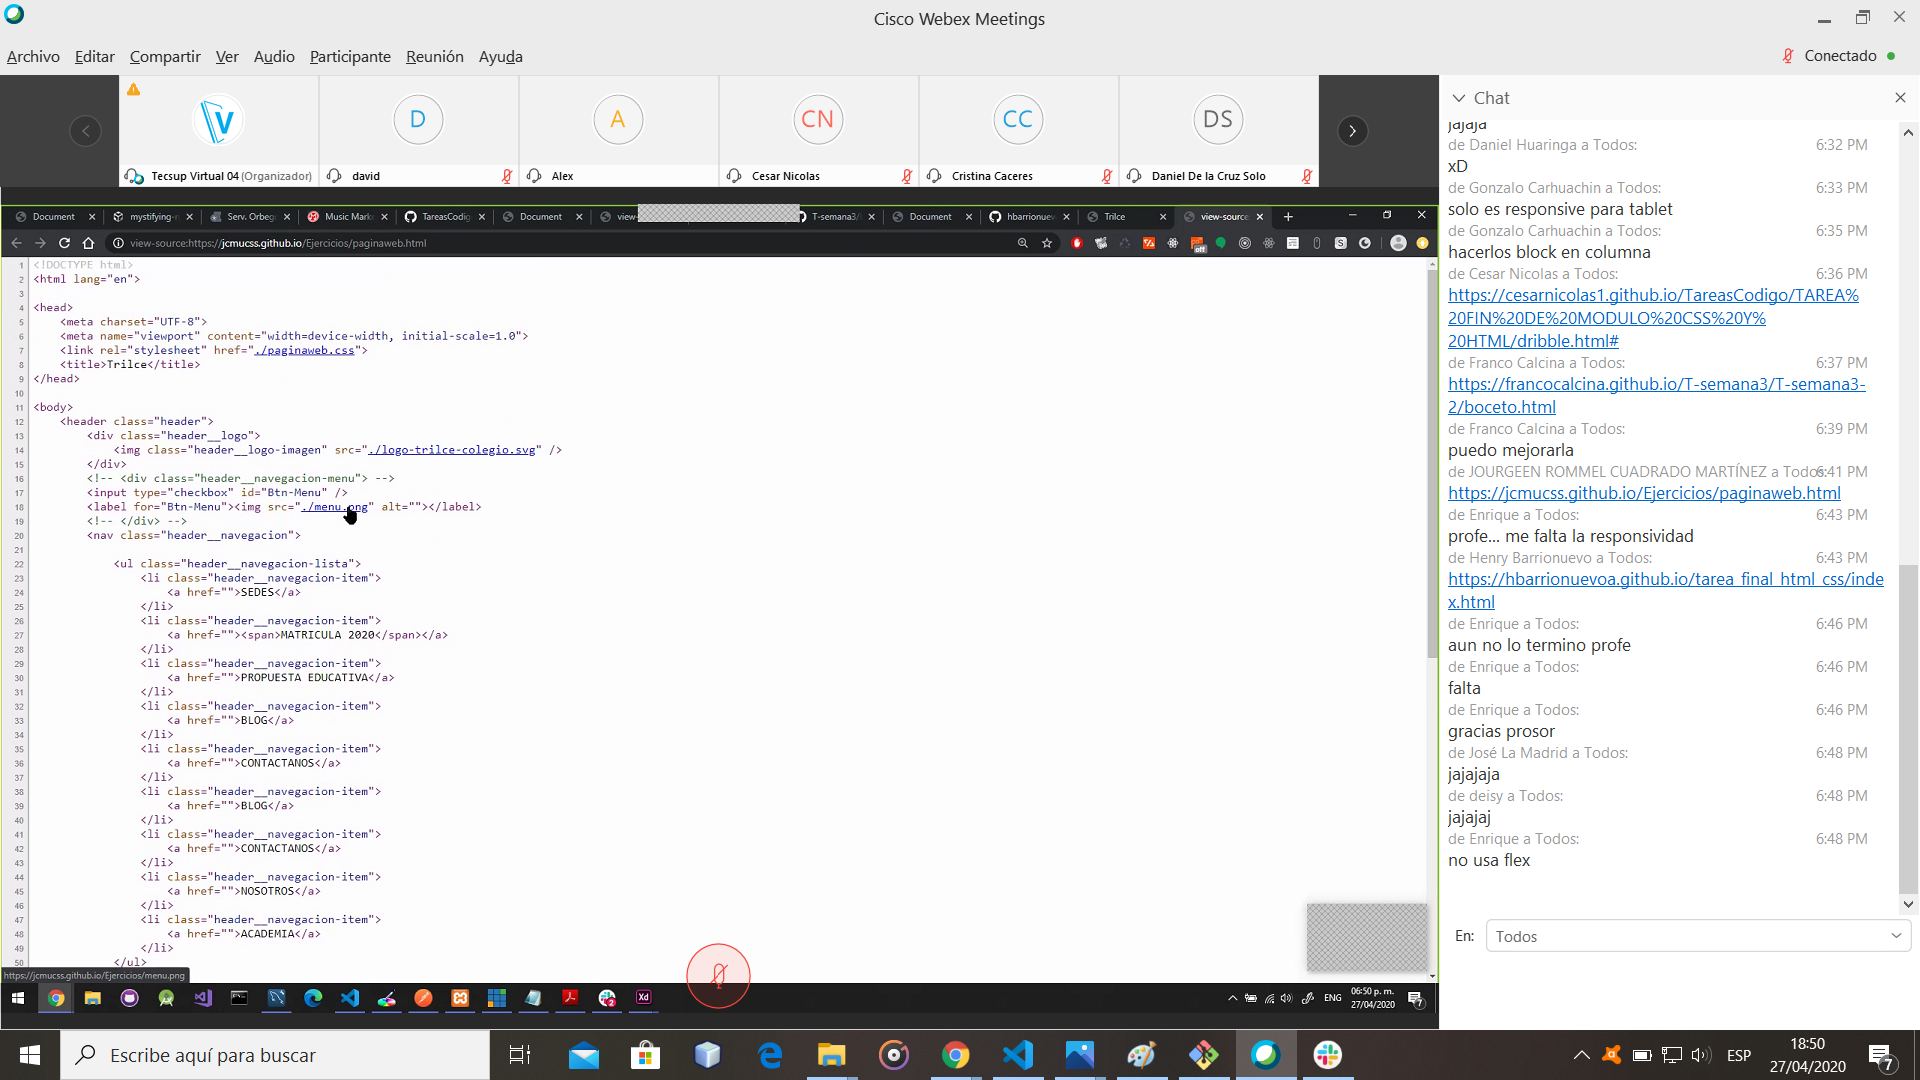 Cisco Webex Meetings
Archivo Editar Compartir Ver Audio Participante Reunión Ayuda
Conectado
V D A CN CC DS
Tecsup Virtual 04 (Organizador) david Alex Cesar Nicolas Cristina Caceres Daniel De la Cruz Solo
Document mystifying- Serv. Orbeg Music Mark TareasCodig Document view- T-semana3/ Document hbarrionuev Trilce view-source:
view-source:https://jcmucss.github.io/Ejercicios/paginaweb.html
off
S
1 <!DOCTYPE html>
2 <html lang="en">
3
4 <head>
5 <meta charset="UTF-8">
6 <meta name="viewport" content="width=device-width, initial-scale=1.0">
7 <link rel="stylesheet" href="./paginaweb.css">
8 <title>Trilce</title>
9 </head>
10
11 <body>
12 <header class="header">
13 <div class="header__logo">
14 <img class="header__logo-imagen" src="./logo-trilce-colegio.svg" />
15 </div>
16 <!-- <div class="header__navegacion-menu"> -->
17 <input type="checkbox" id="Btn-Menu" />
18 <label for="Btn-Menu"><img src="./menu.png" alt=""></label>
19 <!-- </div> -->
20 <nav class="header__navegacion">
21
22 <ul class="header__navegacion-lista">
23 <li class="header__navegacion-item">
24 <a href="">SEDES</a>
25 </li>
26 <li class="header__navegacion-item">
27 <a href=""><span>MATRICULA 2020</span></a>
28 </li>
29 <li class="header__navegacion-item">
30 <a href="">PROPUESTA EDUCATIVA</a>
31 </li>
32 <li class="header__navegacion-item">
33 <a href="">BLOG</a>
34 </li>
35 <li class="header__navegacion-item">
36 <a href="">CONTACTANOS</a>
37 </li>
38 <li class="header__navegacion-item">
39 <a href="">BLOG</a>
40 </li>
41 <li class="header__navegacion-item">
42 <a href="">CONTACTANOS</a>
43 </li>
44 <li class="header__navegacion-item">
45 <a href="">NOSOTROS</a>
46 </li>
47 <li class="header__navegacion-item">
48 <a href="">ACADEMIA</a>
49 </li>
50 </ul>
https://jcmucss.github.io/Ejercicios/menu.png
Xd
ENG
06:50 p. m.
27/04/2020
7
Chat
jajaja
de Daniel Huaringa a Todos: 6:32 PM
xD
de Gonzalo Carhuachin a Todos: 6:33 PM
solo es responsive para tablet
de Gonzalo Carhuachin a Todos: 6:35 PM
hacerlos block en columna
de Cesar Nicolas a Todos: 6:36 PM
https://cesarnicolas1.github.io/TareasCodigo/TAREA%
20FIN%20DE%20MODULO%20CSS%20Y%
20HTML/dribble.html#
de Franco Calcina a Todos: 6:37 PM
https://francocalcina.github.io/T-semana3/T-semana3-
2/boceto.html
de Franco Calcina a Todos: 6:39 PM
puedo mejorarla
de JOURGEEN ROMMEL CUADRADO MARTÍNEZ a Todos: 6:41 PM
https://jcmucss.github.io/Ejercicios/paginaweb.html
de Enrique a Todos: 6:43 PM
profe... me falta la responsividad
de Henry Barrionuevo a Todos: 6:43 PM
https://hbarrionuevoa.github.io/tarea_final_html_css/inde
x.html
de Enrique a Todos: 6:46 PM
aun no lo termino profe
de Enrique a Todos: 6:46 PM
falta
de Enrique a Todos: 6:46 PM
gracias prosor
de José La Madrid a Todos: 6:48 PM
jajajaja
de deisy a Todos: 6:48 PM
jajajaj
de Enrique a Todos: 6:48 PM
no usa flex
En: Todos
Escribe aquí para buscar
ESP
18:50
27/04/2020
7